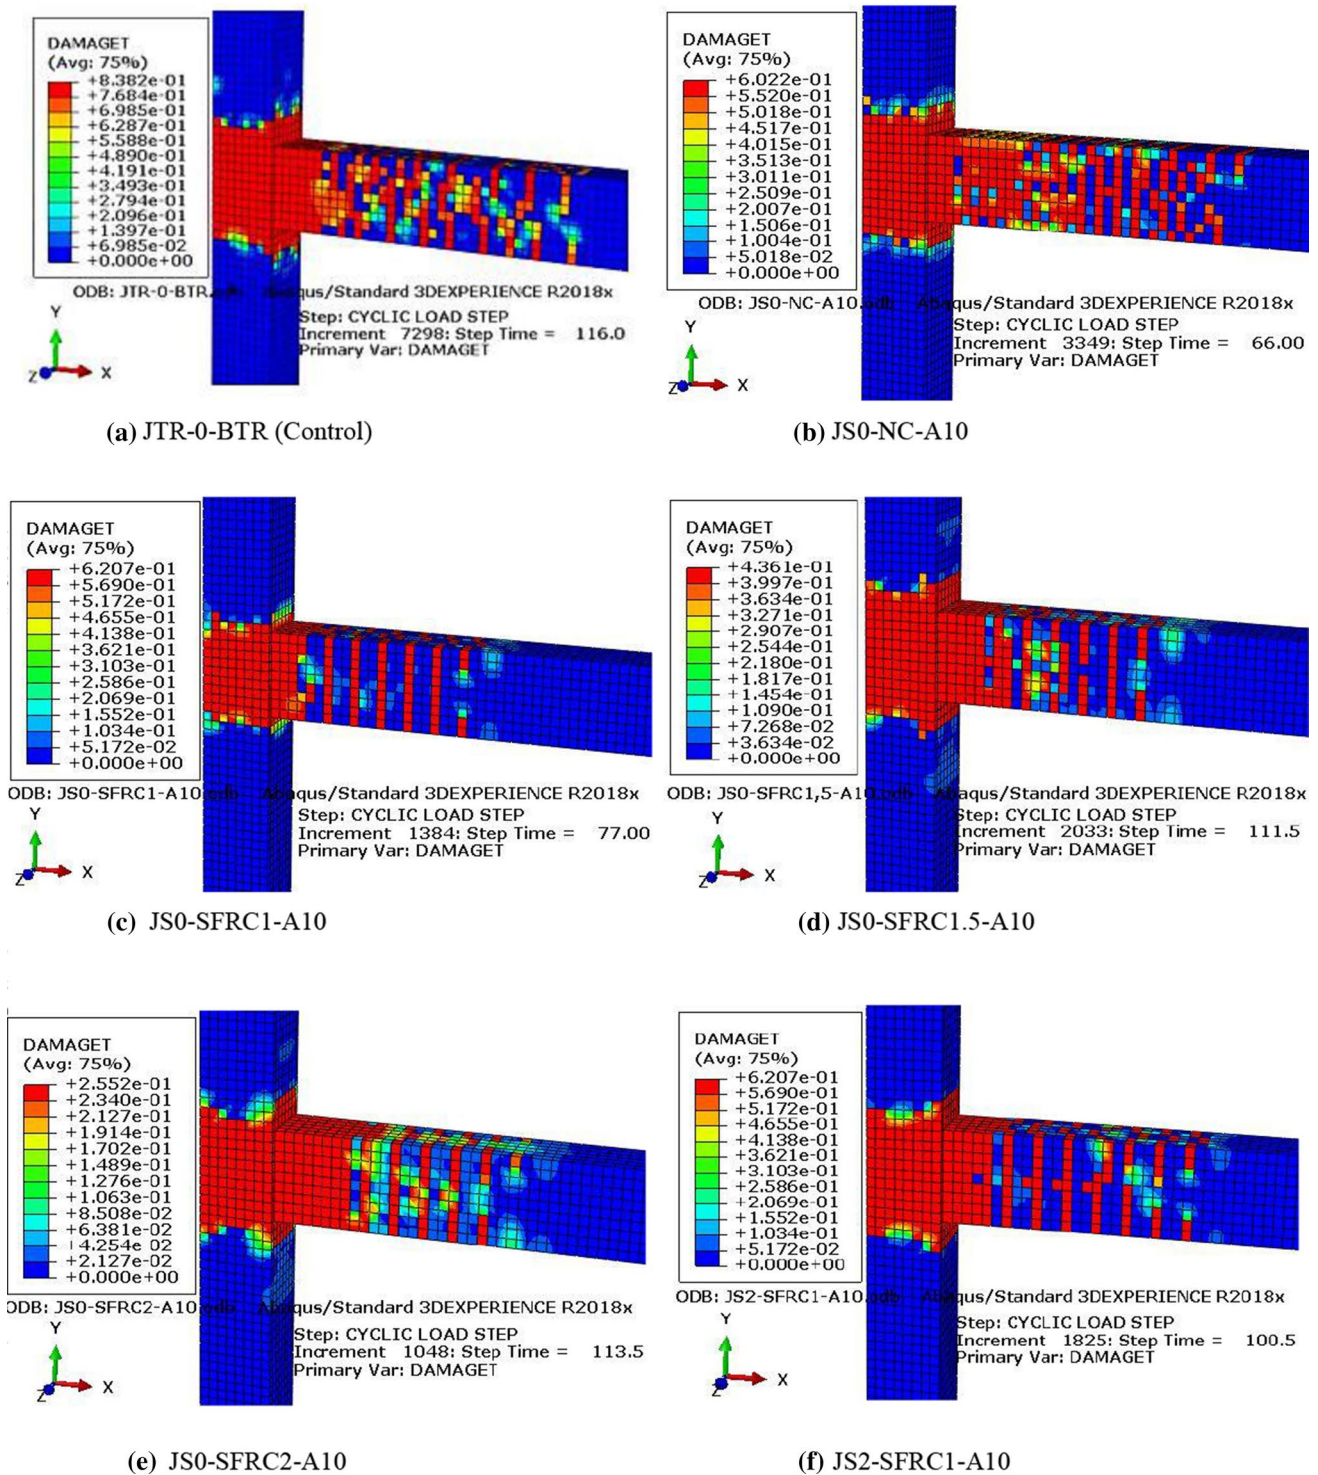 DAMAGET
(Avg: 75%)
+8.382e-01
+7.684e-01
+6.985e-01
+6.287e-01
+5.588e-01
+4.890e-01
+4.191e-01
+3.493e-01
+2.794e-01
+2.096e-01
+1.397e-01
+6.985e-02
+0.000e+00
ODB: JTR-0-BTR.odb Abaqus/Standard 3DEXPERIENCE R2018x
Step: CYCLIC LOAD STEP
Increment 7298: Step Time = 116.0
Primary Var: DAMAGET
Y
Z
X
(a) JTR-0-BTR (Control)
DAMAGET
(Avg: 75%)
+6.022e-01
+5.520e-01
+5.018e-01
+4.517e-01
+4.015e-01
+3.513e-01
+3.011e-01
+2.509e-01
+2.007e-01
+1.506e-01
+1.004e-01
+5.018e-02
+0.000e+00
ODB: JS0-NC-A10.odb Abaqus/Standard 3DEXPERIENCE R2018x
Step: CYCLIC LOAD STEP
Increment 3349: Step Time = 66.00
Primary Var: DAMAGET
Y
Z
X
(b) JS0-NC-A10
DAMAGET
(Avg: 75%)
+6.207e-01
+5.690e-01
+5.172e-01
+4.655e-01
+4.138e-01
+3.621e-01
+3.103e-01
+2.586e-01
+2.069e-01
+1.552e-01
+1.034e-01
+5.172e-02
+0.000e+00
ODB: JS0-SFRC1-A10.odb Abaqus/Standard 3DEXPERIENCE R2018x
Step: CYCLIC LOAD STEP
Increment 1384: Step Time = 77.00
Primary Var: DAMAGET
Y
Z
X
(c) JS0-SFRC1-A10
DAMAGET
(Avg: 75%)
+4.361e-01
+3.997e-01
+3.634e-01
+3.271e-01
+2.907e-01
+2.544e-01
+2.180e-01
+1.817e-01
+1.454e-01
+1.090e-01
+7.268e-02
+3.634e-02
+0.000e+00
ODB: JS0-SFRC1,5-A10.odb Abaqus/Standard 3DEXPERIENCE R2018x
Step: CYCLIC LOAD STEP
Increment 2033: Step Time = 111.5
Primary Var: DAMAGET
Y
Z
X
(d) JS0-SFRC1.5-A10
DAMAGET
(Avg: 75%)
+2.552e-01
+2.340e-01
+2.127e-01
+1.914e-01
+1.702e-01
+1.489e-01
+1.276e-01
+1.063e-01
+8.508e-02
+6.381e-02
+4.254e-02
+2.127e-02
+0.000e+00
ODB: JS0-SFRC2-A10.odb Abaqus/Standard 3DEXPERIENCE R2018x
Step: CYCLIC LOAD STEP
Increment 1048: Step Time = 113.5
Primary Var: DAMAGET
Y
Z
X
(e) JS0-SFRC2-A10
DAMAGET
(Avg: 75%)
+6.207e-01
+5.690e-01
+5.172e-01
+4.655e-01
+4.138e-01
+3.621e-01
+3.103e-01
+2.586e-01
+2.069e-01
+1.552e-01
+1.034e-01
+5.172e-02
+0.000e+00
ODB: JS2-SFRC1-A10.odb Abaqus/Standard 3DEXPERIENCE R2018x
Step: CYCLIC LOAD STEP
Increment 1825: Step Time = 100.5
Primary Var: DAMAGET
Y
Z
X
(f) JS2-SFRC1-A10